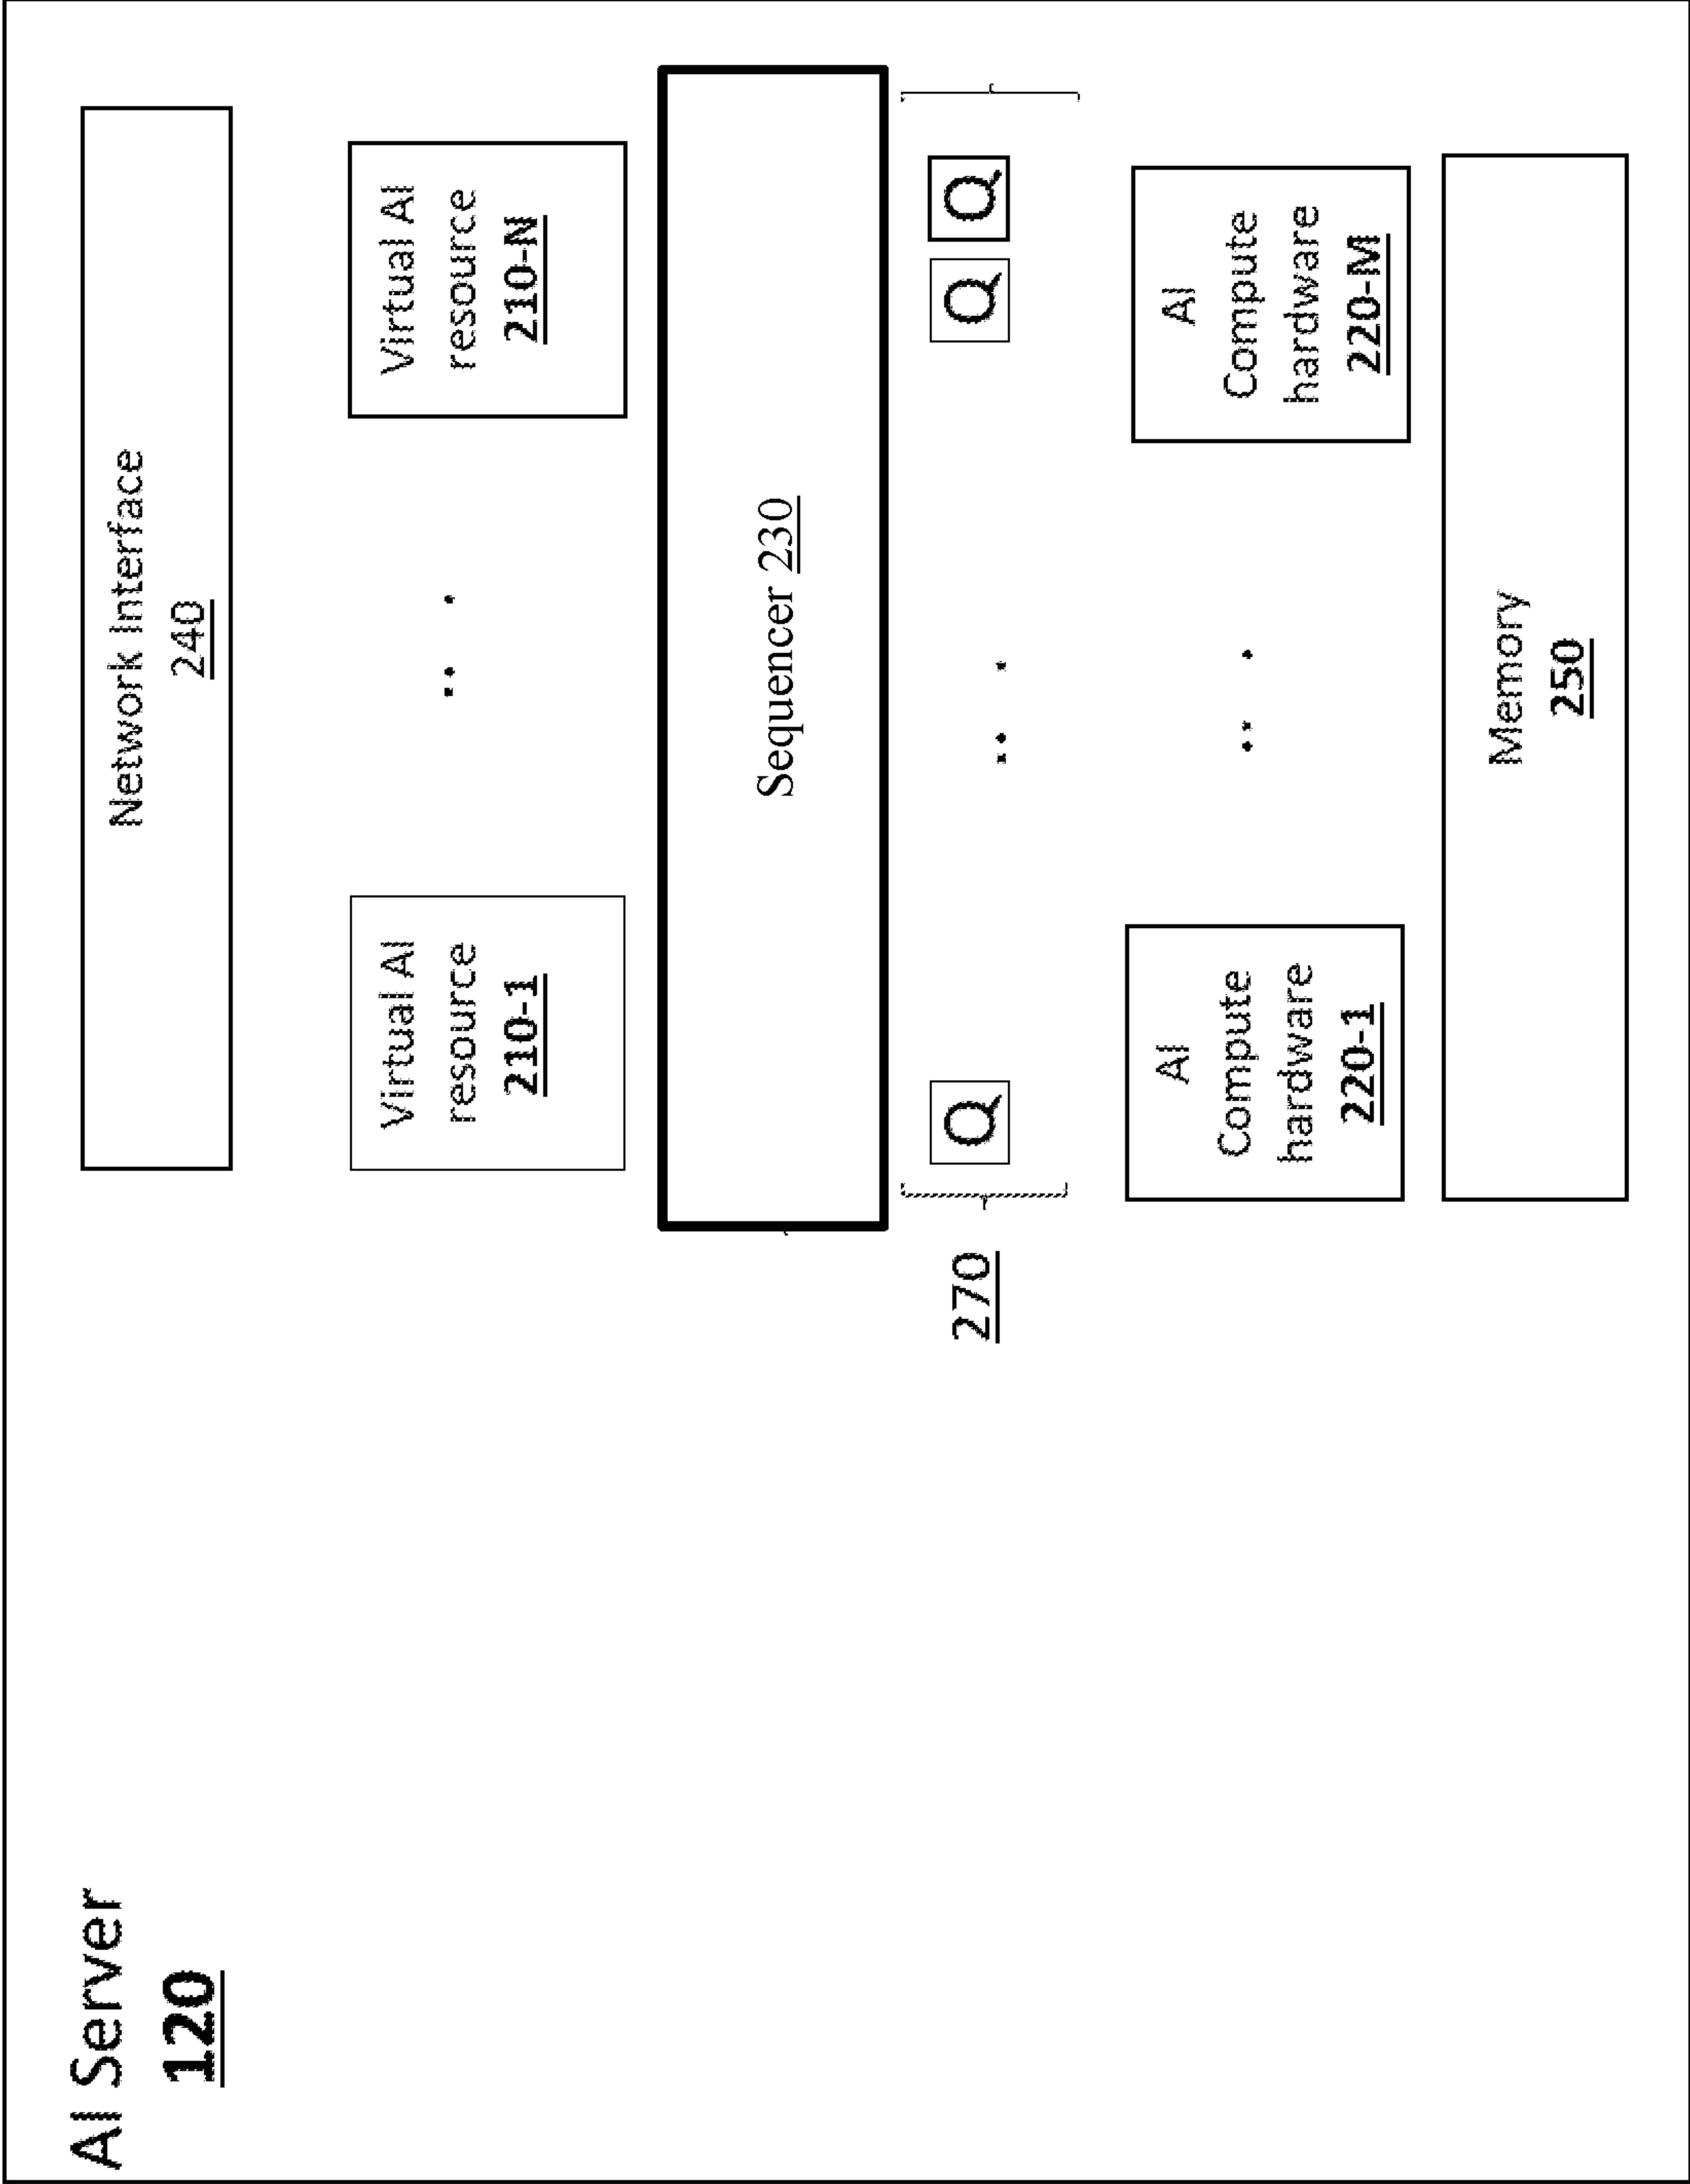 AI Server
120
Network Interface
240
Virtual AI
resource
210-1
...
Virtual AI
resource
210-N
Sequencer 230
270
Q
...
Q
Q
AI
Compute
hardware
220-1
...
AI
Compute
hardware
220-M
Memory
250